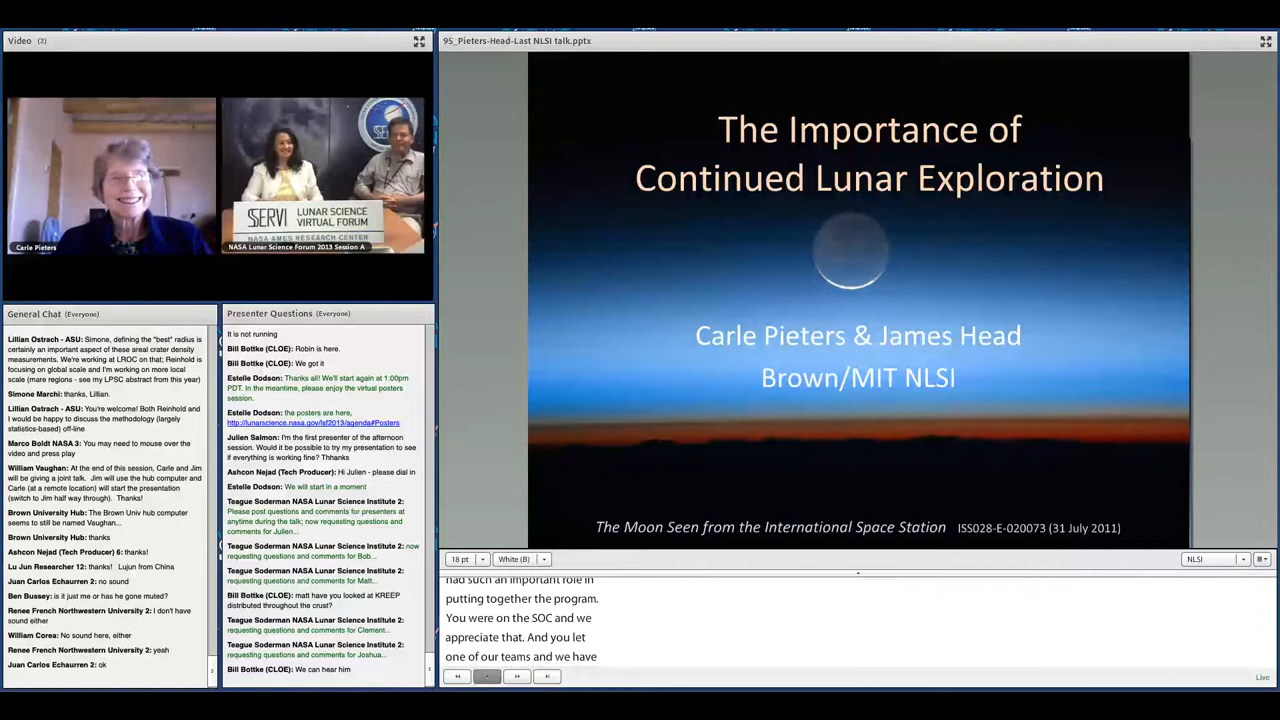 Video (2)
Carle Pieters
SSERVI LUNAR SCIENCE
VIRTUAL FORUM
NASA AMES RESEARCH CENTER
NASA Lunar Science Forum 2013 Session A
General Chat (Everyone)
Lillian Ostrach - ASU: Simone, defining the "best" radius is
certainly an important aspect of these areal crater density
measurements. We're working at LROC on that; Reinhold is
focusing on global scale and I'm working on more local
scale (mare regions - see my LPSC abstract from this year)
Simone Marchi: thanks, Lillian.
Lillian Ostrach - ASU: You're welcome! Both Reinhold and
I would be happy to discuss the methodology (largely
statistics-based) off-line
Marco Boldt NASA 3: You may need to mouse over the
video and press play
William Vaughan: At the end of this session, Carle and Jim
will be giving a joint talk. Jim will use the hub computer and
Carle (at a remote location) will start the presentation
(switch to Jim half way through). Thanks!
Brown University Hub: The Brown Univ hub computer
seems to still be named Vaughan...
Brown University Hub: thanks
Ashcon Nejad (Tech Producer) 6: thanks!
Lu Jun Researcher 12: thanks! Lujun from China
Juan Carlos Echaurren 2: no sound
Ben Bussey: is it just me or has he gone muted?
Renee French Northwestern University 2: I don't have
sound either
William Corea: No sound here, either
Renee French Northwestern University 2: yeah
Juan Carlos Echaurren 2: ok
Presenter Questions (Everyone)
It is not running
Bill Bottke (CLOE): Robin is here.
Bill Bottke (CLOE): We got it
Estelle Dodson: Thanks all! We'll start again at 1:00pm
PDT. In the meantime, please enjoy the virtual posters
session.
Estelle Dodson: the posters are here,
http://lunarscience.nasa.gov/lsf2013/agenda#Posters
Julien Salmon: I'm the first presenter of the afternoon
session. Would it be possible to try my presentation to see
if everything is working fine? Thhanks
Ashcon Nejad (Tech Producer): Hi Julien - please dial in
Estelle Dodson: We will start in a moment
Teague Soderman NASA Lunar Science Institute 2:
Please post questions and comments for presenters at
anytime during the talk; now requesting questions and
comments for Julien...
Teague Soderman NASA Lunar Science Institute 2: now
requesting questions and comments for Bob...
Teague Soderman NASA Lunar Science Institute 2:
requesting questions and comments for Matt...
Bill Bottke (CLOE): matt have you looked at KREEP
distributed throughout the crust?
Teague Soderman NASA Lunar Science Institute 2:
requesting questions and comments for Clement...
Teague Soderman NASA Lunar Science Institute 2:
requesting questions and comments for Joshua...
Bill Bottke (CLOE): We can hear him
95_Pieters-Head-Last NLSI talk.pptx
The Importance of
Continued Lunar Exploration
Carle Pieters & James Head
Brown/MIT NLSI
The Moon Seen from the International Space Station ISS028-E-020073 (31 July 2011)
18 pt White (B) NLSI
had such an important role in
putting together the program.
You were on the SOC and we
appreciate that. And you let
one of our teams and we have
Live